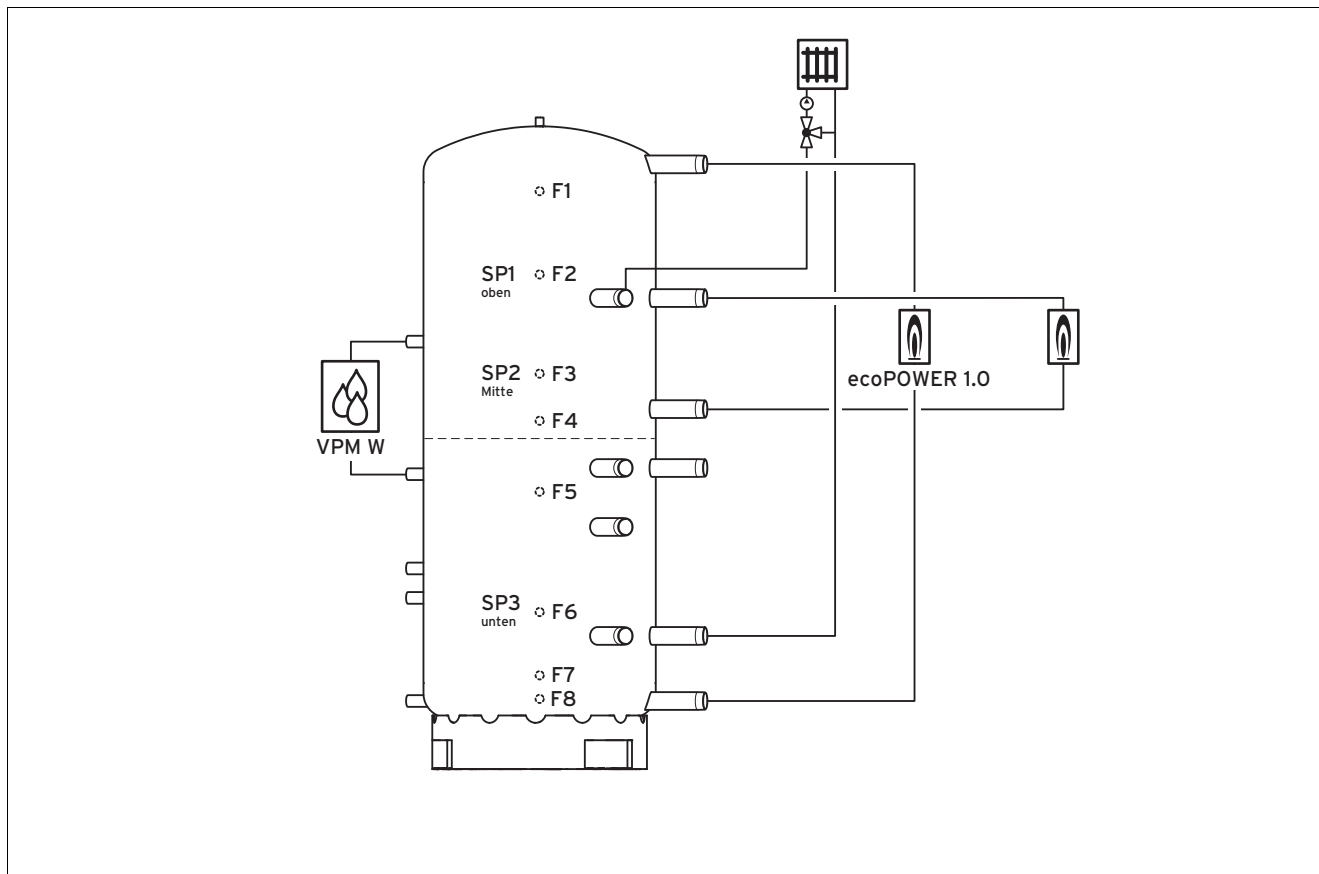 F1
SP1 F2
oben
SP2 F3
Mitte
ecoPOWER 1.0
F4
VPM W
F5
SP3 F6
unten
F7
F8